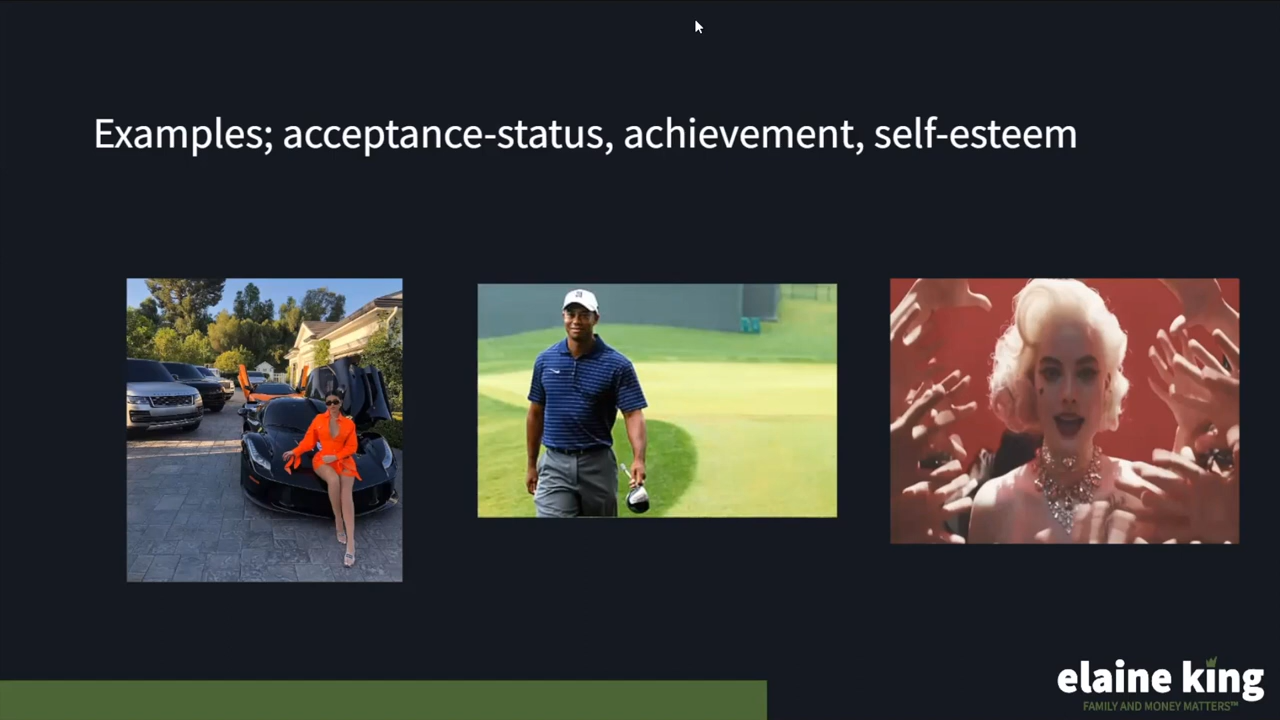 Examples; acceptance-status, achievement, self-esteem
elaine king
FAMILY AND MONEY MATTERS™